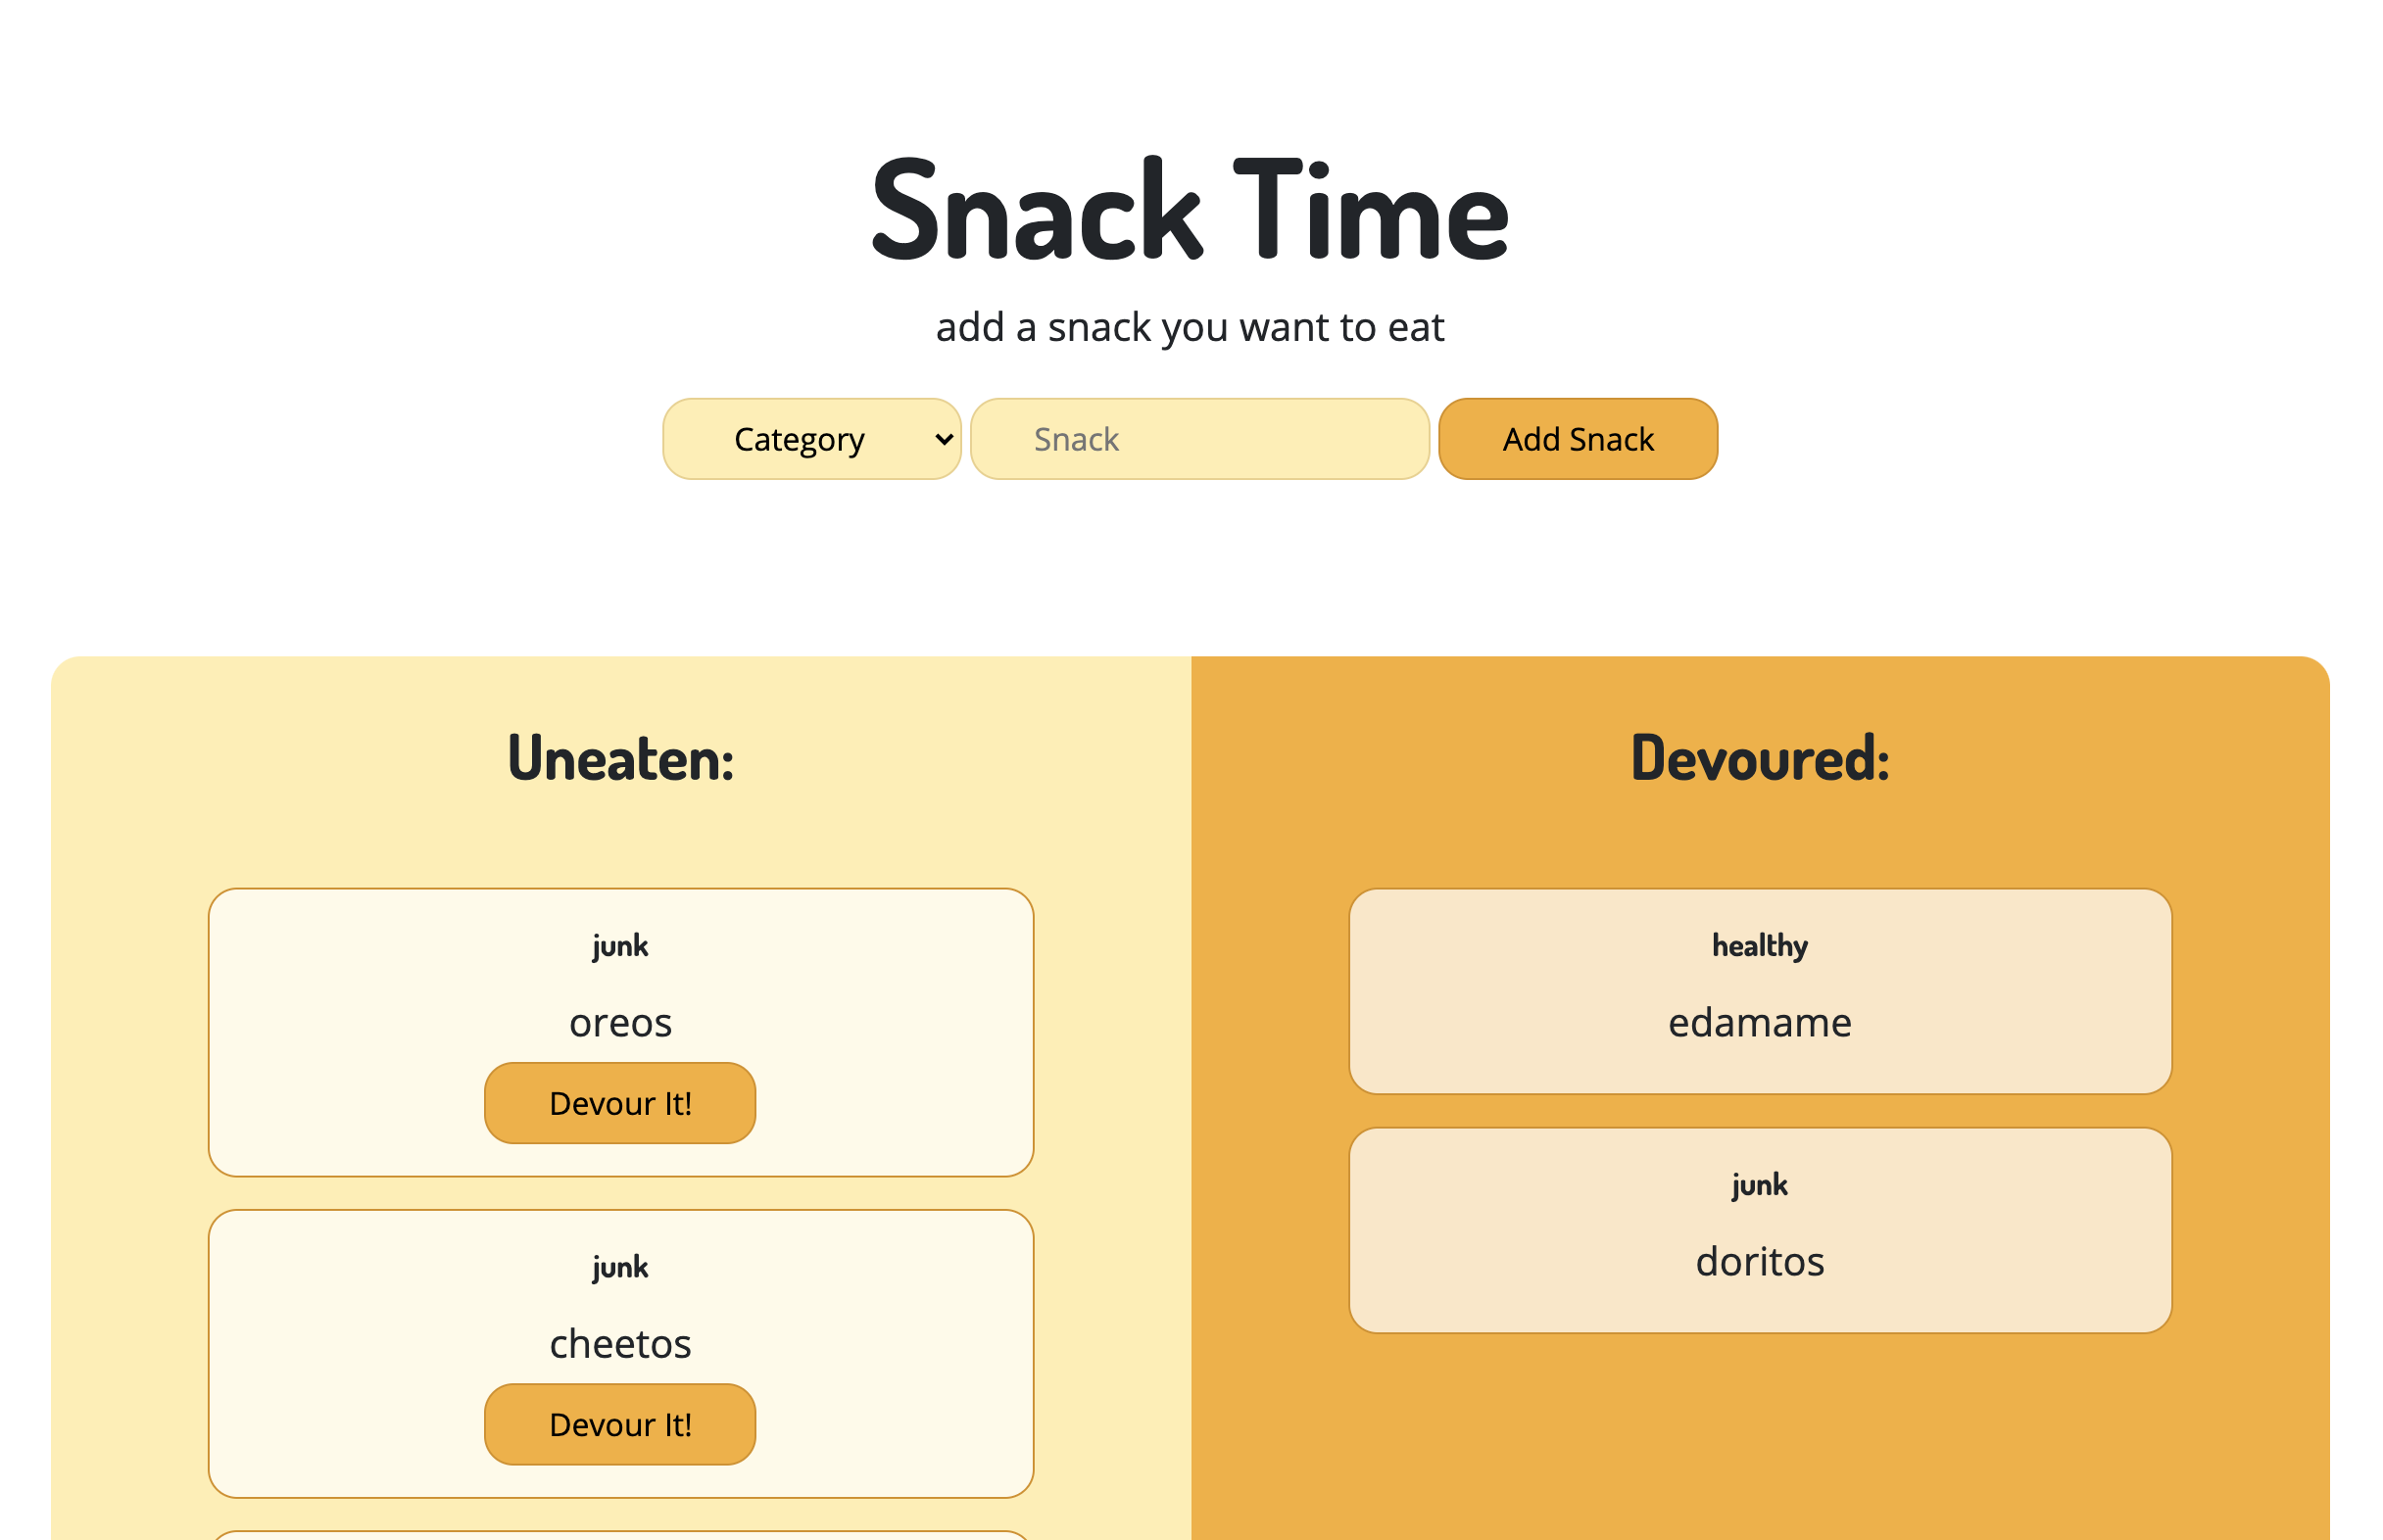 Snack Time
add a snack you want to eat
Category
Snack
Add Snack
Uneaten:
junk
oreos
Devour It!
junk
cheetos
Devour It!
Devoured:
healthy
edamame
junk
doritos